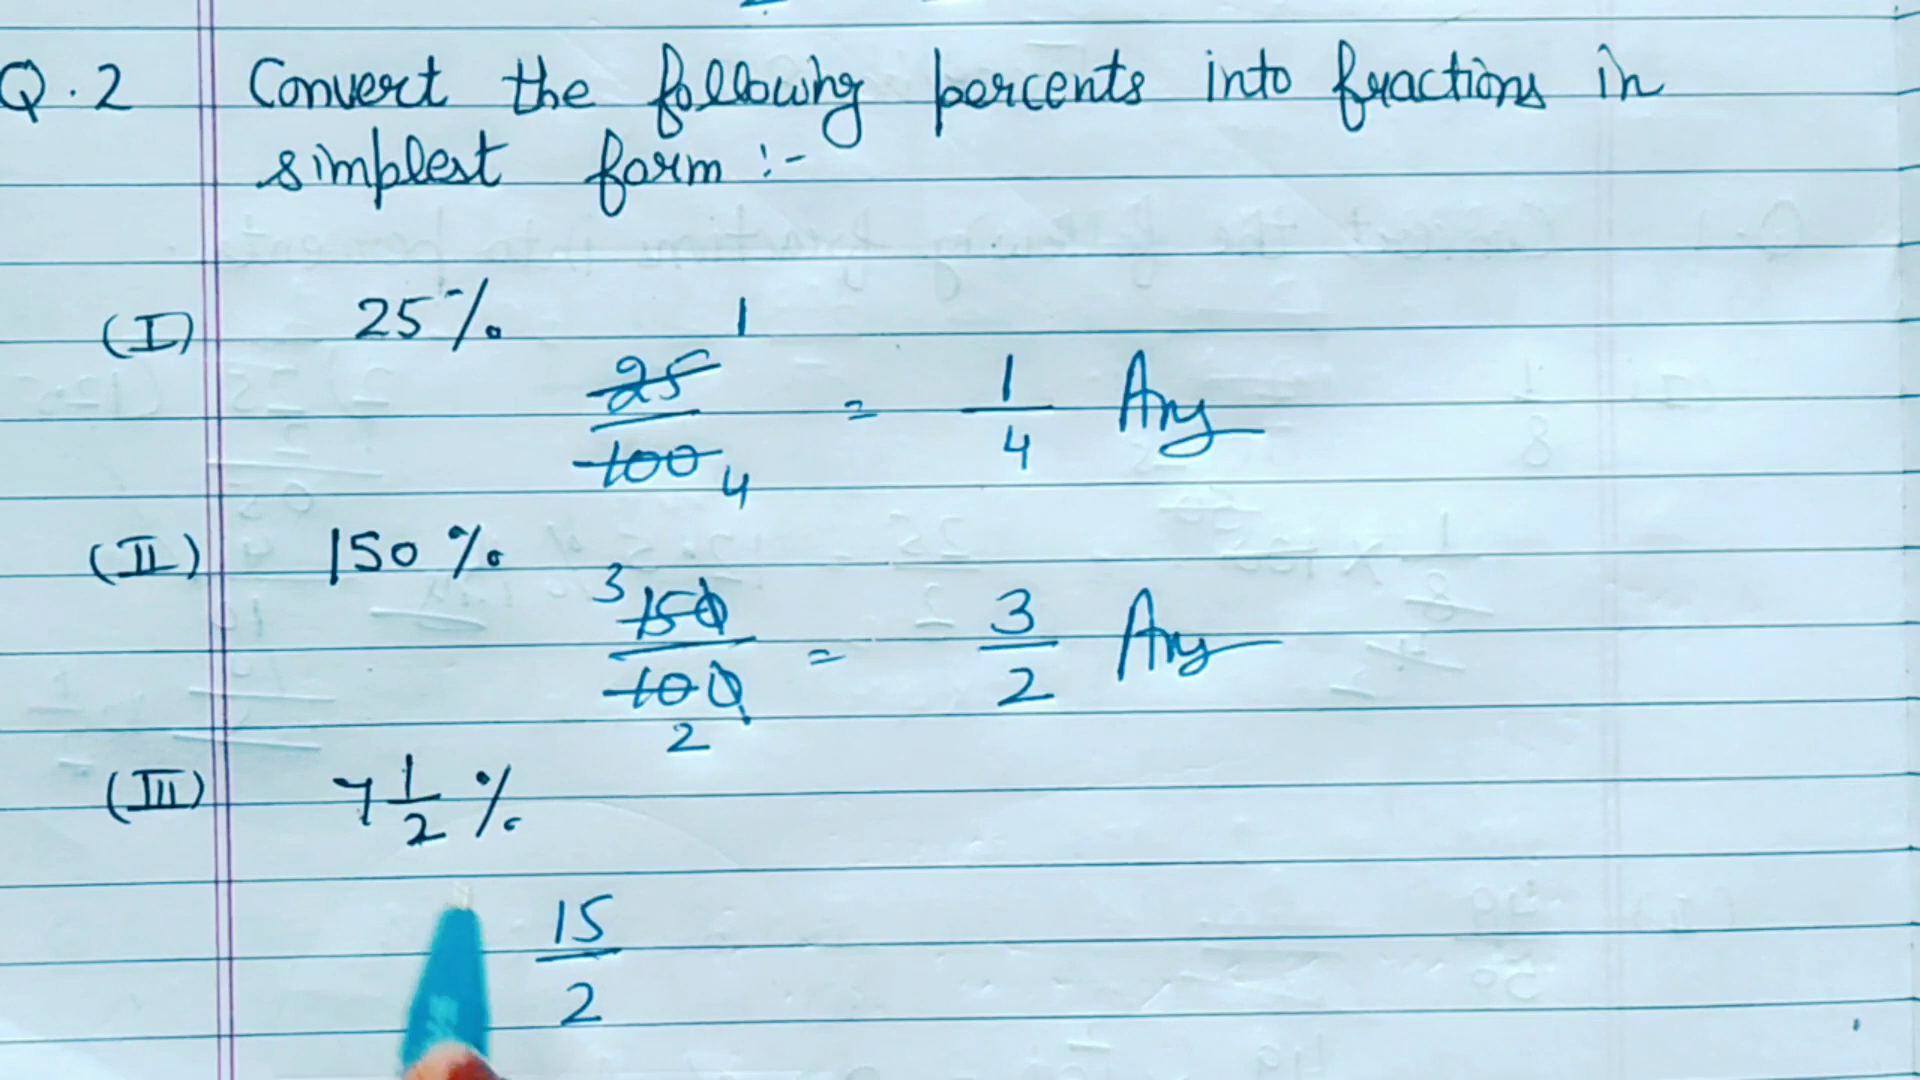 Q.2 Convert the following percents into fractions in
simplest form :-
(I) 25%
25/100 1 4 = 1/4 Ans
(II) 150%
3 150/100 2 = 3/2 Ans
(III) 7 1/2 %
15/2